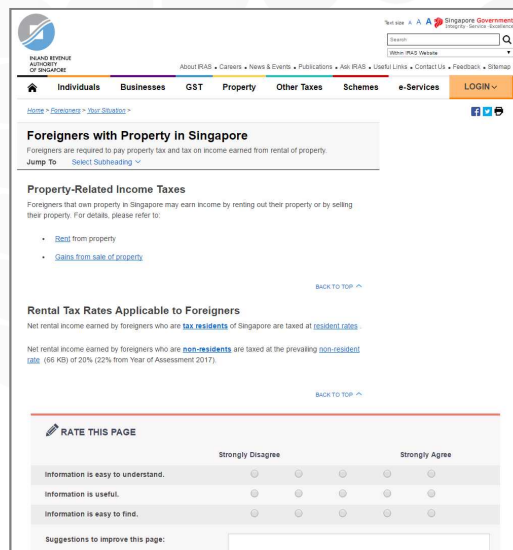 Text size A A A Singapore Government
Integrity · Service · Excellence
Search
Within IRAS Website
INLAND REVENUE
AUTHORITY
OF SINGAPORE
About IRAS • Careers • News & Events • Publications • Ask IRAS • Useful Links • Contact Us • Feedback • Sitemap
Individuals Businesses GST Property Other Taxes Schemes e-Services LOGIN
Home > Foreigners > Your Situation >
Foreigners with Property in Singapore
Foreigners are required to pay property tax and tax on income earned from rental of property.
Jump To Select Subheading
Property-Related Income Taxes
Foreigners that own property in Singapore may earn income by renting out their property or by selling
their property. For details, please refer to:
• Rent from property
• Gains from sale of property
BACK TO TOP
Rental Tax Rates Applicable to Foreigners
Net rental income earned by foreigners who are tax residents of Singapore are taxed at resident rates .
Net rental income earned by foreigners who are non-residents are taxed at the prevailing non-resident
rate (66 KB) of 20% (22% from Year of Assessment 2017).
BACK TO TOP
RATE THIS PAGE
Strongly Disagree Strongly Agree
Information is easy to understand.
Information is useful.
Information is easy to find.
Suggestions to improve this page: